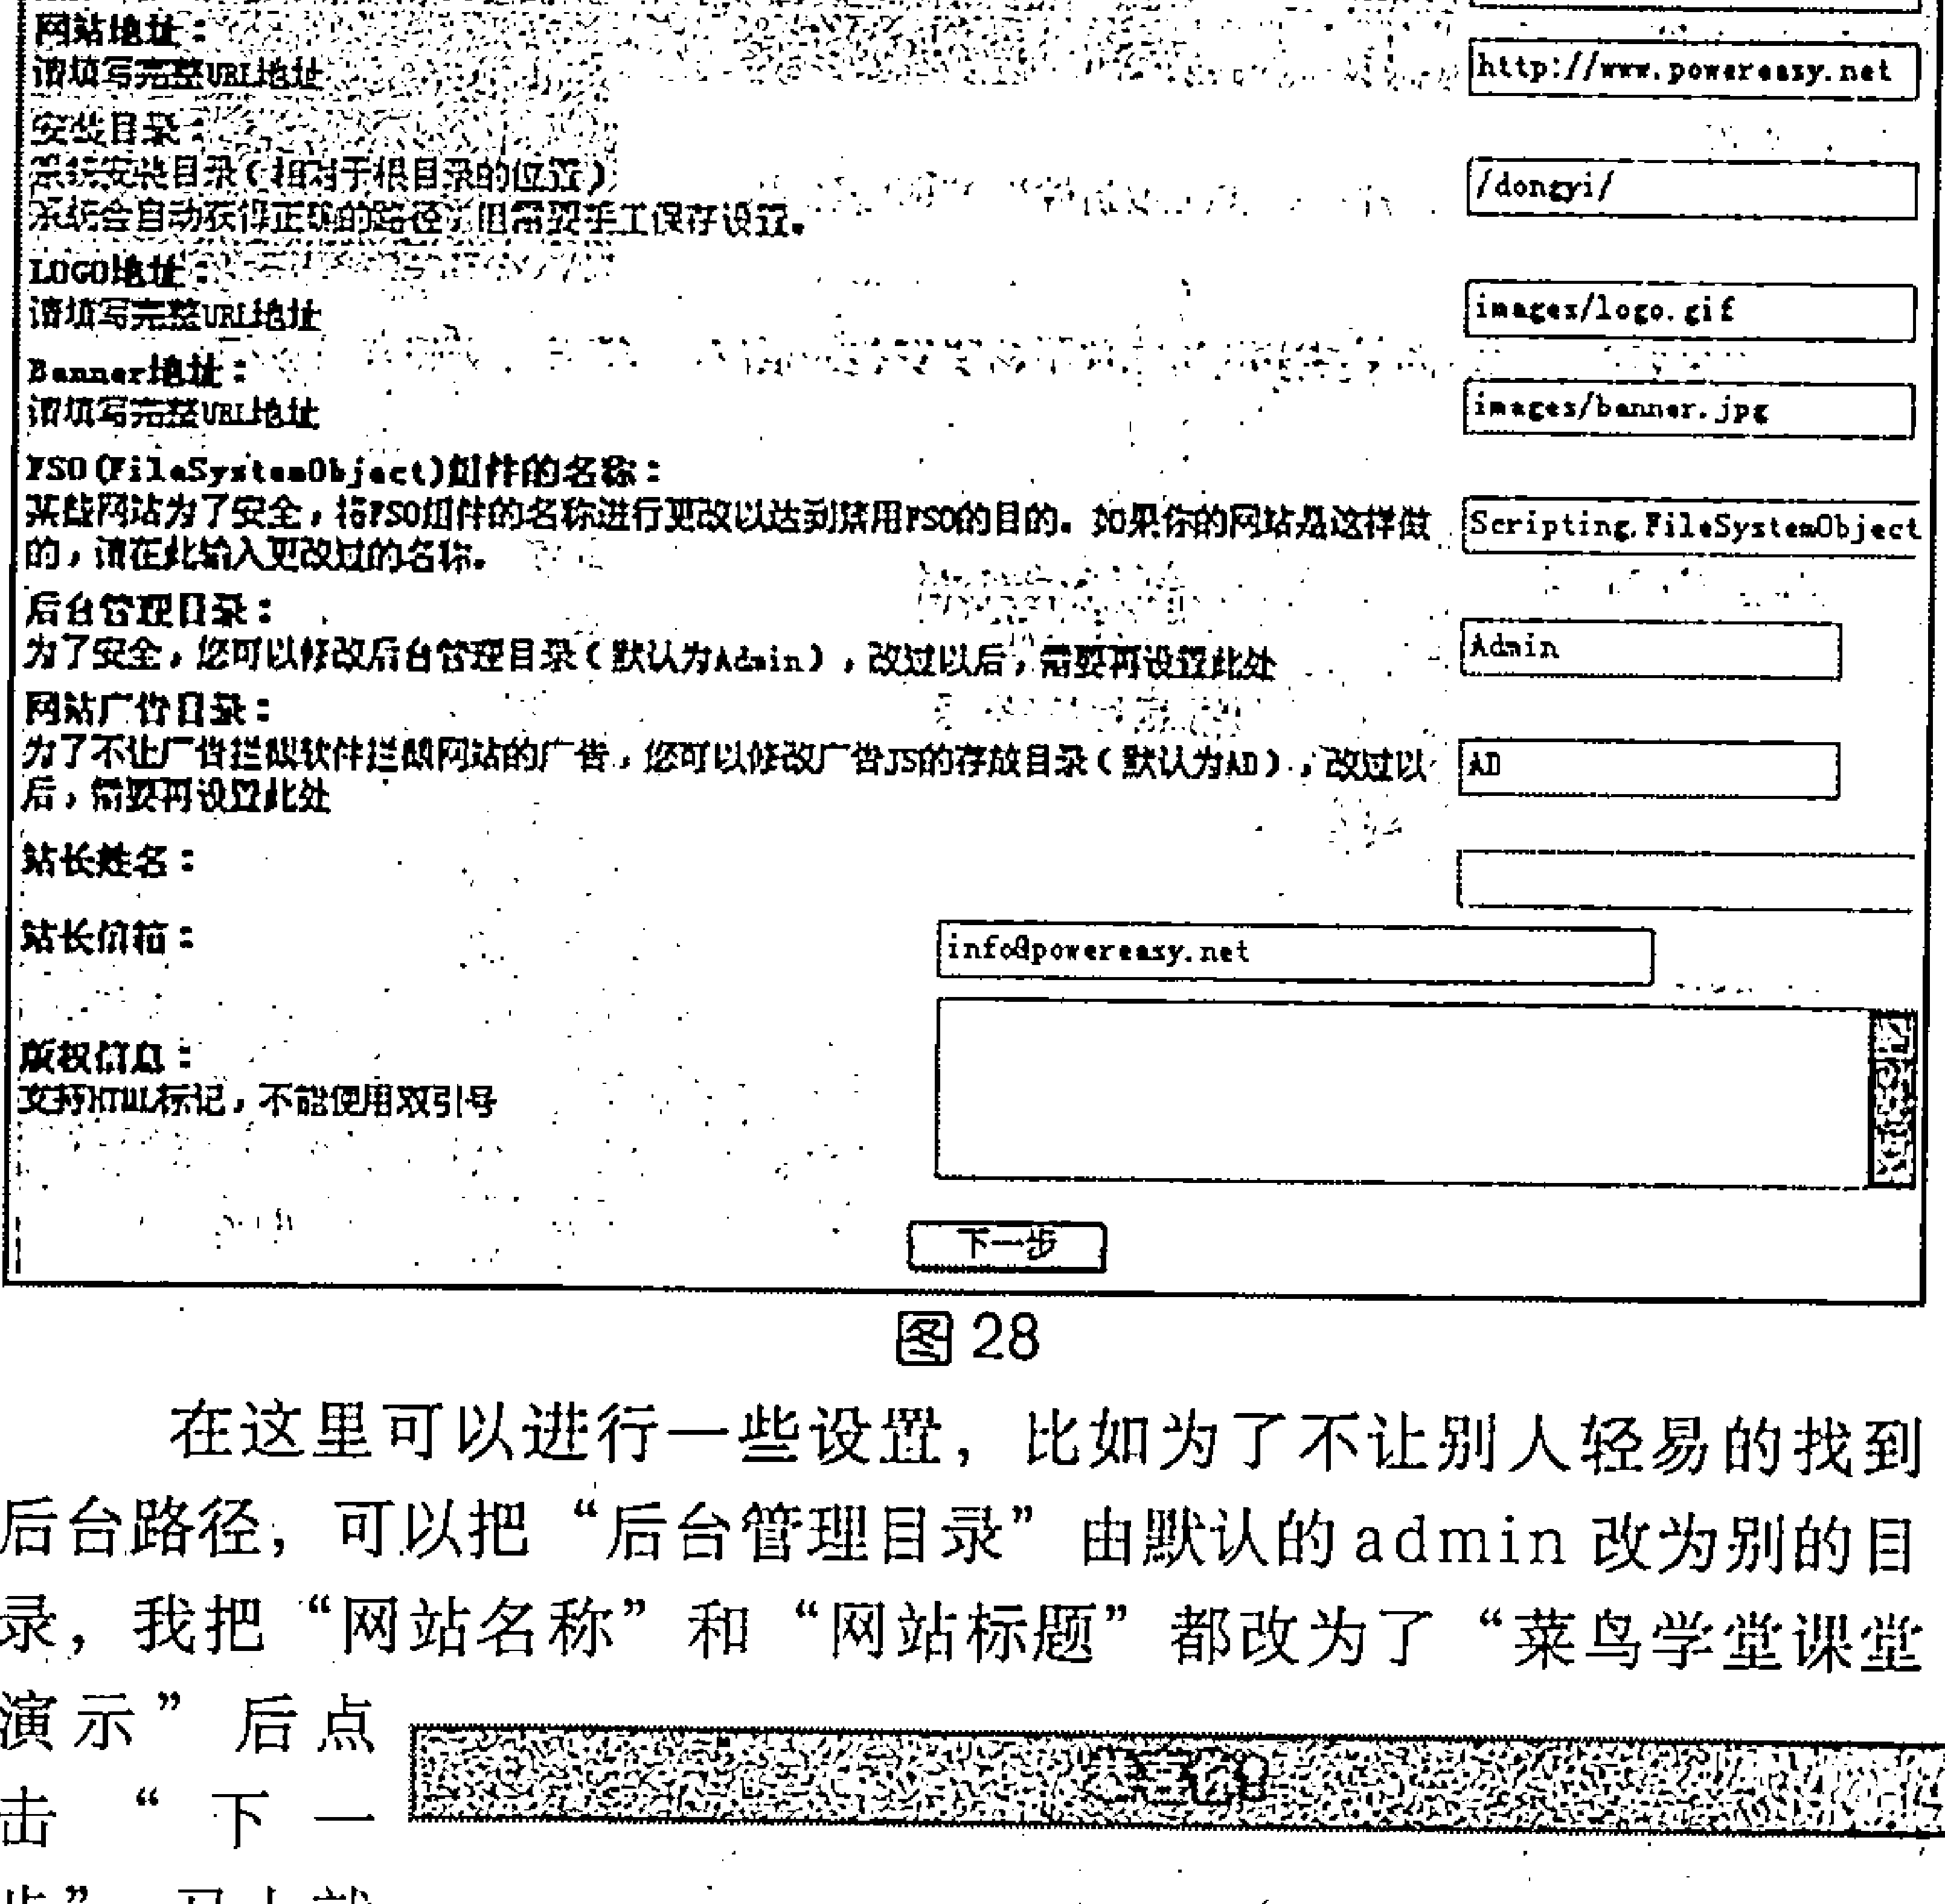 网站地址：
请填写完整URL地址
http://www.powereasy.net
安装目录：
系统安装目录（相对于根目录的位置）
系统会自动获得正确的路径，但需要手工保存设置。
/dongyi/
LOGO地址：
请填写完整URL地址
images/logo.gif
Banner地址：
请填写完整URL地址
images/banner.jpg
FSO(FileSystemObject)组件的名称：
某些网站为了安全，将FSO组件的名称进行更改以达到禁用FSO的目的。如果你的网站是这样做
的，请在此输入更改过的名称。
Scripting.FileSystemObject
后台管理目录：
为了安全，您可以修改后台管理目录（默认为Admin），改过以后，需要再设置此处
Admin
网站广告目录：
为了不让广告拦截软件拦截网站的广告，您可以修改广告JS的存放目录（默认为AD），改过以
后，需要再设置此处
AD
站长姓名：
站长信箱：
info@powereasy.net
版权信息：
支持HTML标记，不能使用双引号
下一步
图 28
在这里可以进行一些设置，比如为了不让别人轻易的找到
后台路径，可以把“后台管理目录”由默认的admin 改为别的目
录，我把“网站名称”和“网站标题”都改为了“菜鸟学堂课堂
演示”后点
击“下一